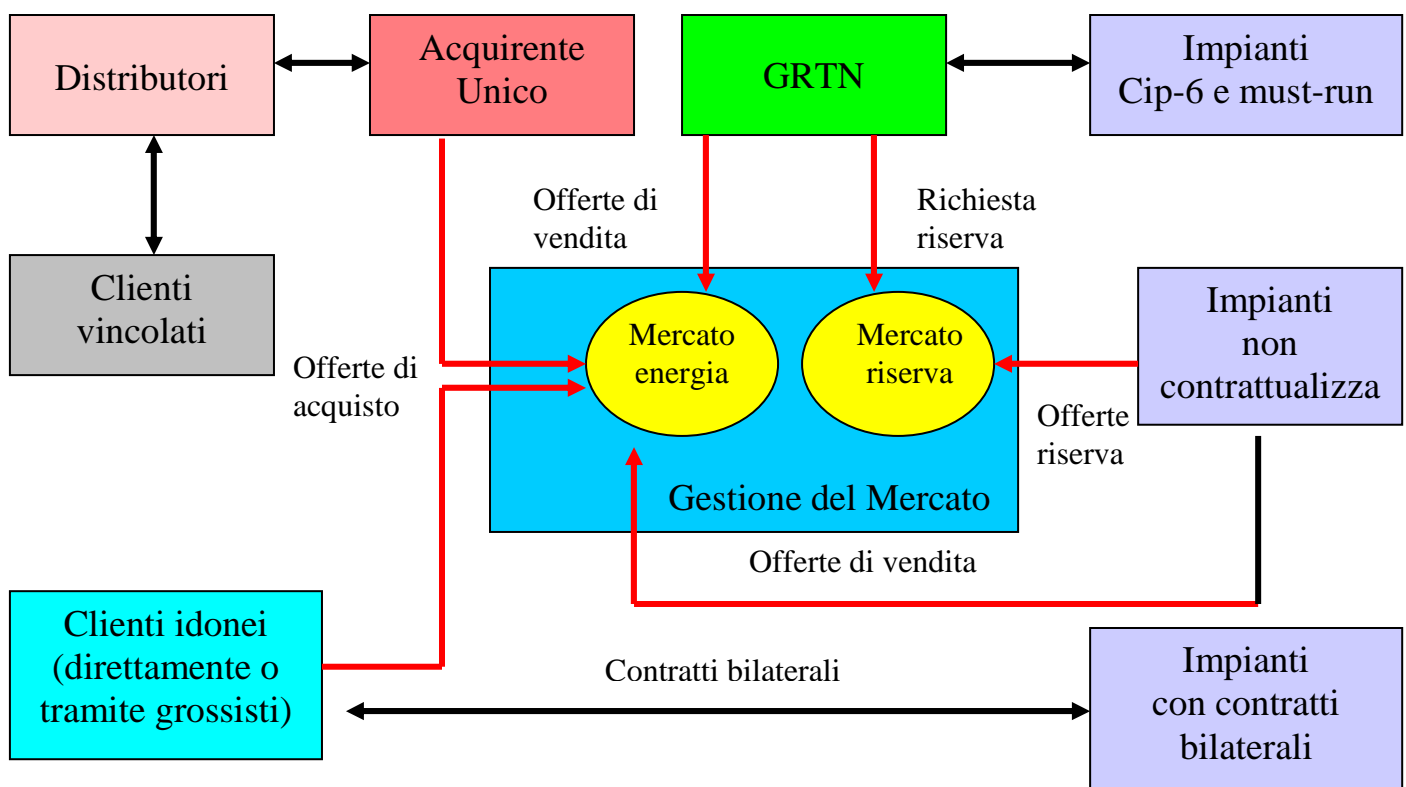 Distributori
Acquirente
Unico
GRTN
Impianti
Cip-6 e must-run
Offerte di
vendita
Richiesta
riserva
Clienti
vincolati
Mercato
energia
Mercato
riserva
Impianti
non
contrattualizza
Offerte di
acquisto
Offerte
riserva
Gestione del Mercato
Offerte di vendita
Clienti idonei
(direttamente o
tramite grossisti)
Contratti bilaterali
Impianti
con contratti
bilaterali